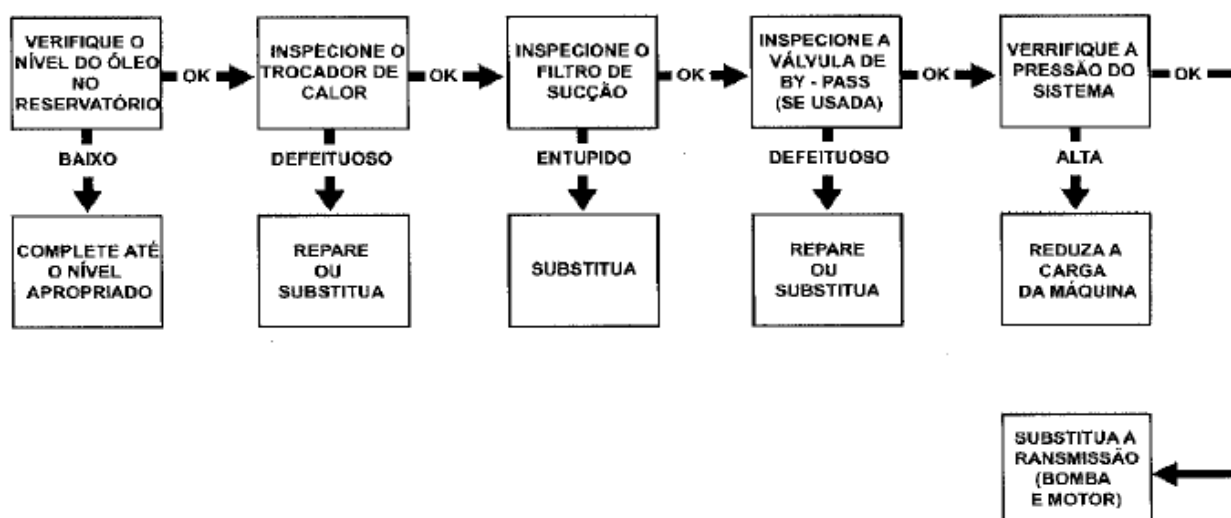 VERIFIQUE O
NÍVEL DO ÓLEO
NO
RESERVATÓRIO
OK
INSPECIONE O
TROCADOR DE
CALOR
OK
INSPECIONE O
FILTRO DE
SUCÇÃO
OK
INSPECIONE A
VÁLVULA DE
BY - PASS
(SE USADA)
OK
VERRIFIQUE A
PRESSÃO DO
SISTEMA
OK
BAIXO
DEFEITUOSO
ENTUPIDO
DEFEITUOSO
ALTA
COMPLETE ATÉ
O NÍVEL
APROPRIADO
REPARE
OU
SUBSTITUA
SUBSTITUA
REPARE
OU
SUBSTITUA
REDUZA A
CARGA
DA MÁQUINA
SUBSTITUA A
RANSMISSÃO
(BOMBA
E MOTOR)